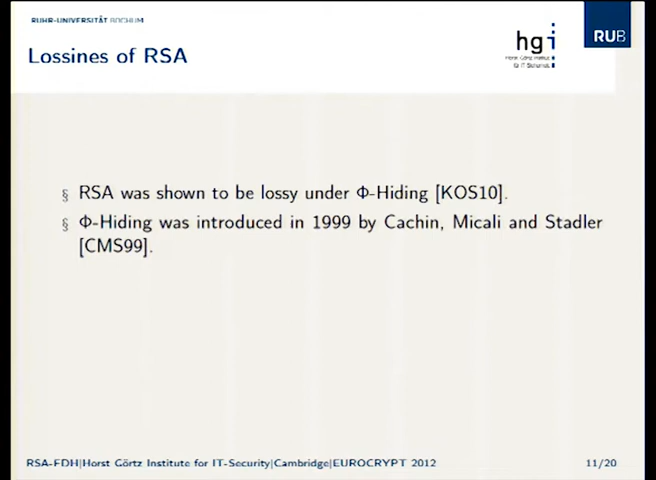 RUHR-UNIVERSITÄT BOCHUM
hgi
Horst Görtz Institut
für IT-Sicherheit
RUB
Lossines of RSA
§ RSA was shown to be lossy under Φ-Hiding [KOS10].
§ Φ-Hiding was introduced in 1999 by Cachin, Micali and Stadler
[CMS99].
RSA-FDH|Horst Görtz Institute for IT-Security|Cambridge|EUROCRYPT 2012
11/20